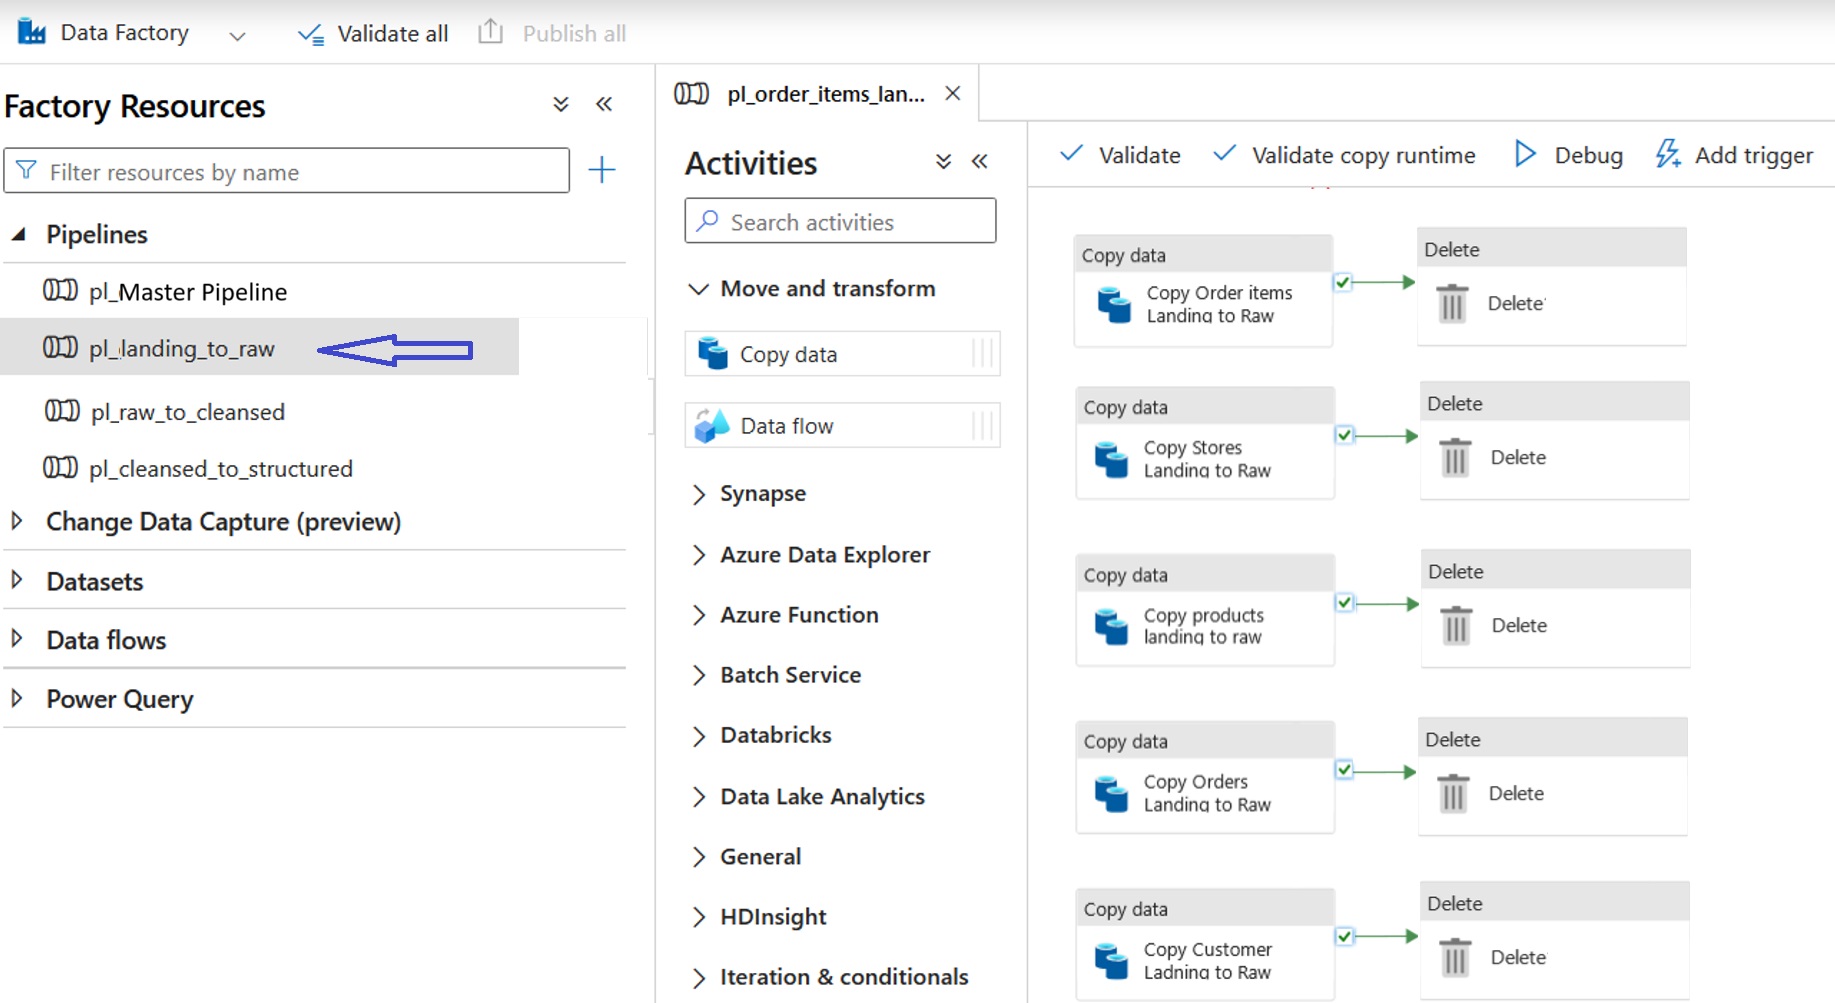 Data Factory
Validate all
Publish all
Factory Resources
Filter resources by name
Pipelines
pl_Master Pipeline
pl_landing_to_raw
pl_raw_to_cleansed
pl_cleansed_to_structured
Change Data Capture (preview)
Datasets
Data flows
Power Query
pl_order_items_lan...
Activities
Search activities
Move and transform
Copy data
Data flow
Synapse
Azure Data Explorer
Azure Function
Batch Service
Databricks
Data Lake Analytics
General
HDInsight
Iteration & conditionals
Validate
Validate copy runtime
Debug
Add trigger
Copy data
Copy Order items
Landing to Raw
Delete
Delete
Copy data
Copy Stores
Landing to Raw
Delete
Delete
Copy data
Copy products
landing to raw
Delete
Delete
Copy data
Copy Orders
Landing to Raw
Delete
Delete
Copy data
Copy Customer
Ladning to Raw
Delete
Delete